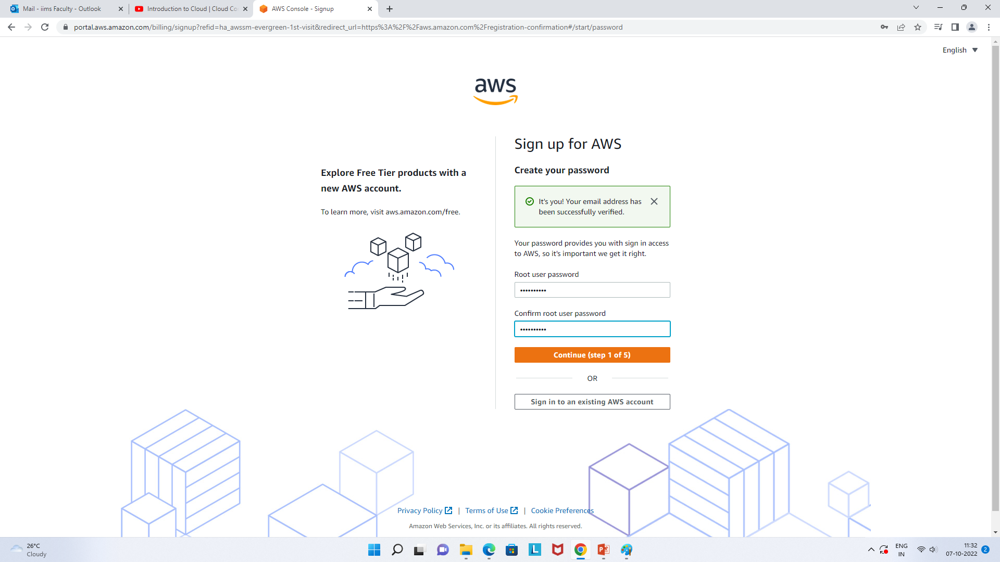 Mail - iims Faculty - Outlook
Introduction to Cloud | Cloud Co
AWS Console - Signup
portal.aws.amazon.com/billing/signup?refid=ha_awssm-evergreen-1st-visit&redirect_url=https%3A%2F%2Faws.amazon.com%2Fregistration-confirmation#/start/password
English
aws
Explore Free Tier products with a
new AWS account.
To learn more, visit aws.amazon.com/free.
Sign up for AWS
Create your password
It's you! Your email address has
been successfully verified.
Your password provides you with sign in access
to AWS, so it's important we get it right.
Root user password
••••••••••
Confirm root user password
••••••••••
Continue (step 1 of 5)
OR
Sign in to an existing AWS account
Privacy Policy | Terms of Use | Cookie Preferences
Amazon Web Services, Inc. or its affiliates. All rights reserved.
26°C
Cloudy
L
ENG
IN
11:32
07-10-2022
2